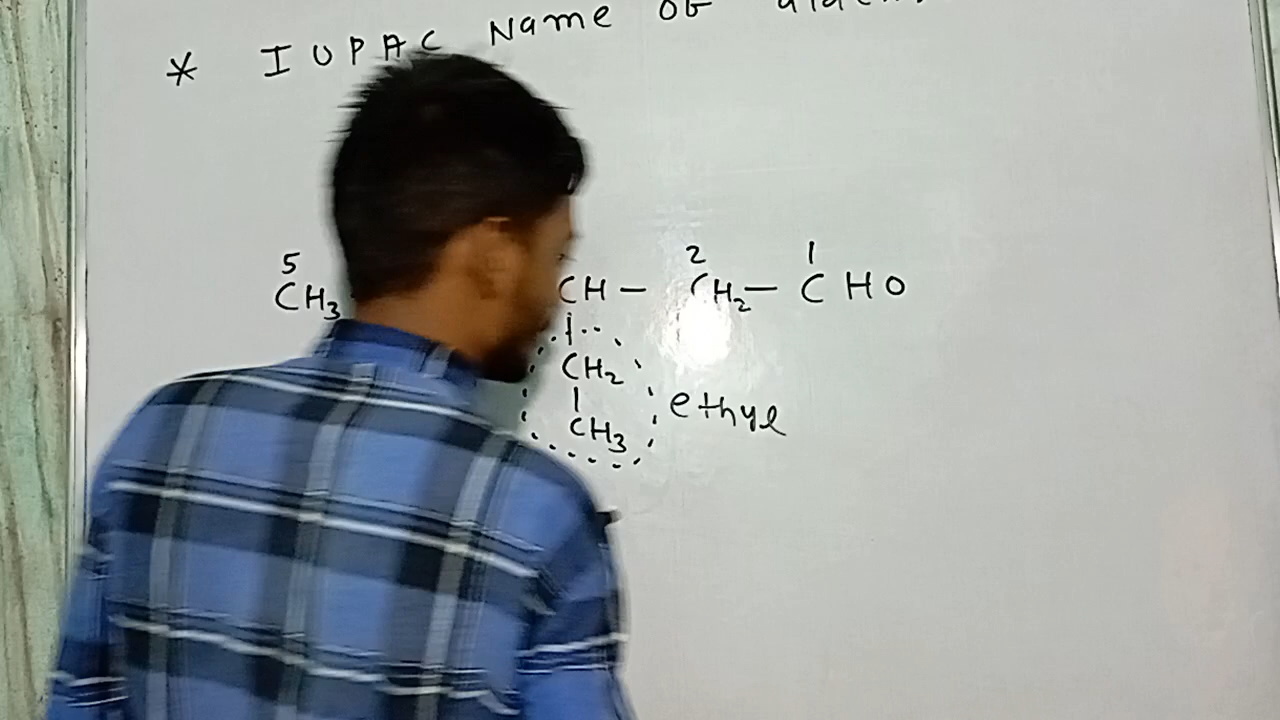 * IUPAC Name of
5 2 1
CH3 CH - CH2 - CHO
CH2
ethyl
CH3